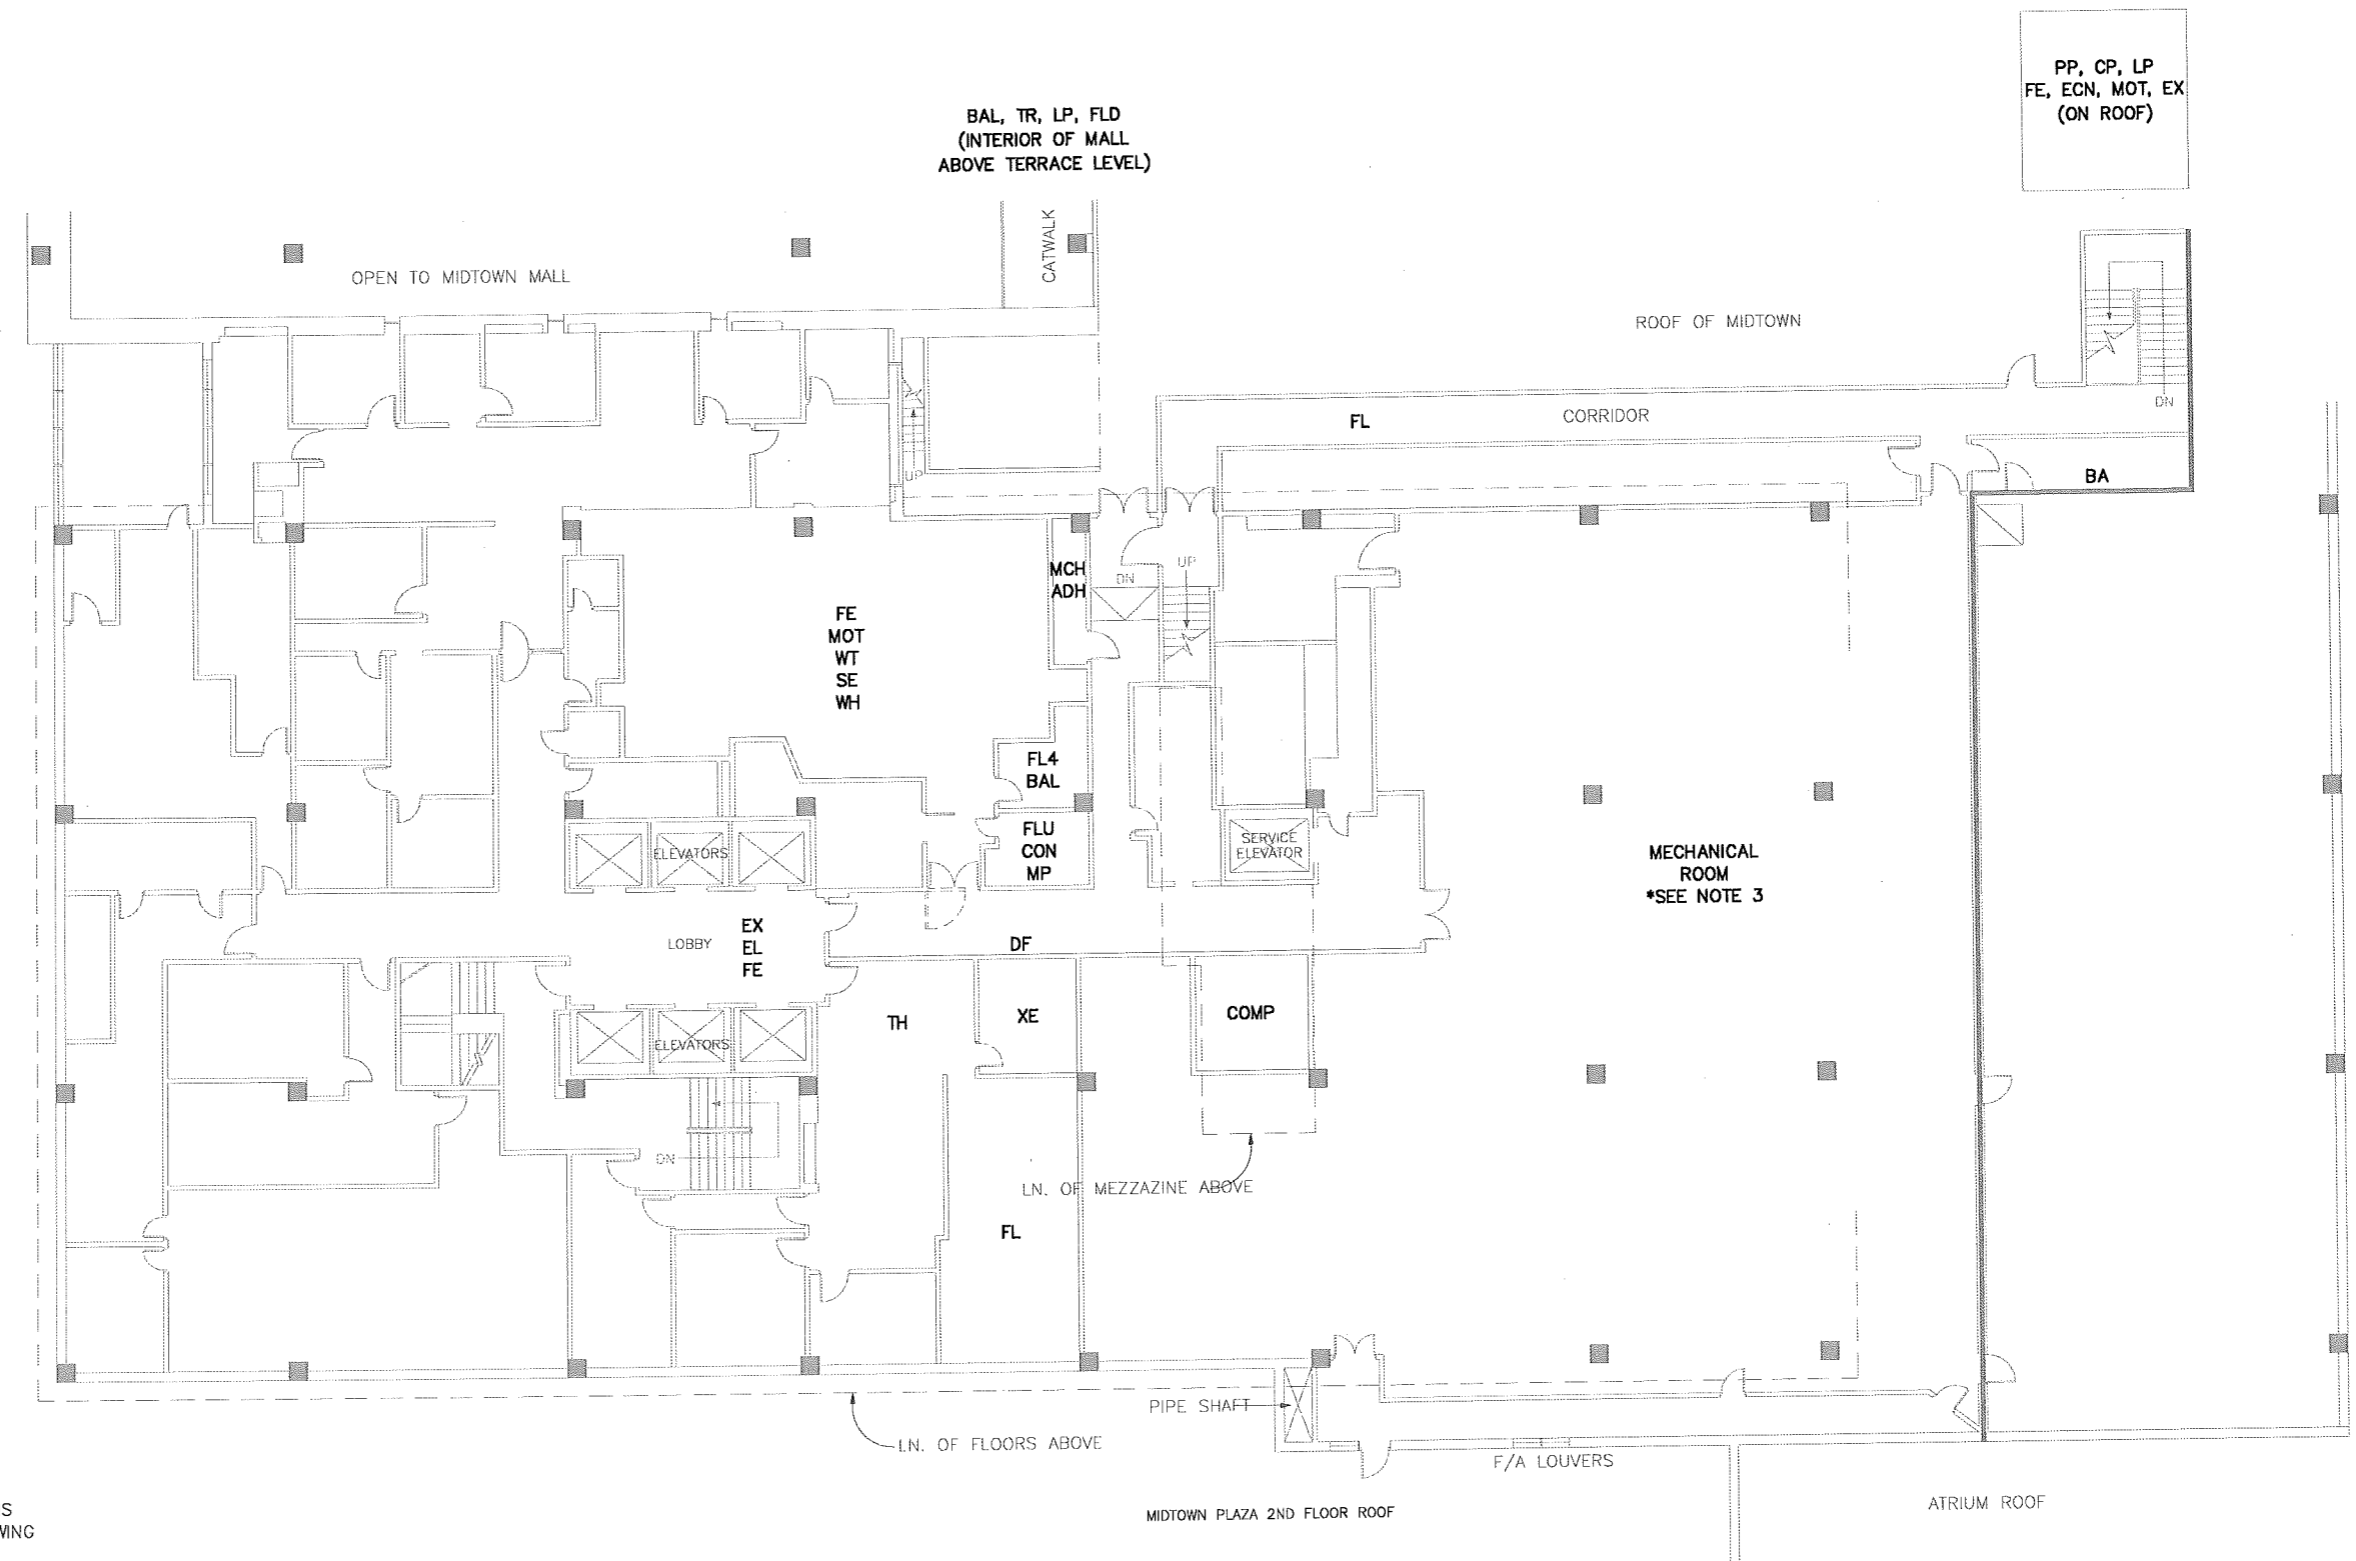 PP, CP, LP
FE, ECN, MOT, EX
(ON ROOF)
BAL, TR, LP, FLD
(INTERIOR OF MALL
ABOVE TERRACE LEVEL)
CATWALK
OPEN TO MIDTOWN MALL
ROOF OF MIDTOWN
DN
FL
CORRIDOR
UP
BA
MCH
ADH
DN
UP
FE
MOT
WT
SE
WH
FL4
BAL
FLU
CON
MP
ELEVATORS
SERVICE
ELEVATOR
MECHANICAL
ROOM
*SEE NOTE 3
LOBBY
EX
EL
FE
DF
TH
XE
COMP
ELEVATORS
DN
LN. OF MEZZAZINE ABOVE
FL
PIPE SHAFT
LN. OF FLOORS ABOVE
F/A LOUVERS
MIDTOWN PLAZA 2ND FLOOR ROOF
ATRIUM ROOF
S
WING